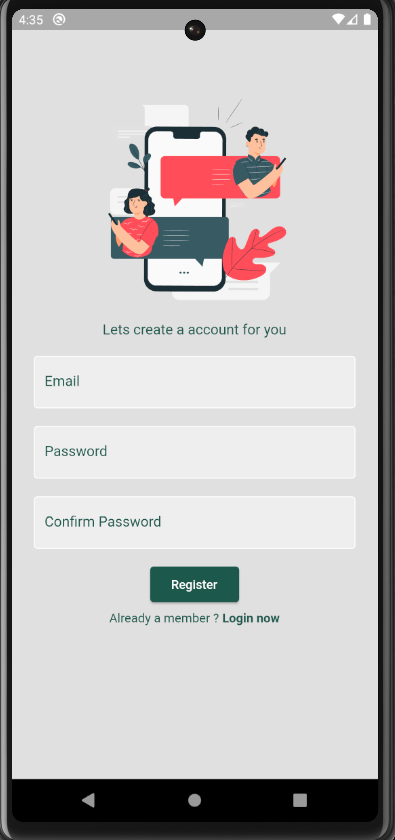 4:35
Lets create a account for you
Email
Password
Confirm Password
Register
Already a member ? Login now